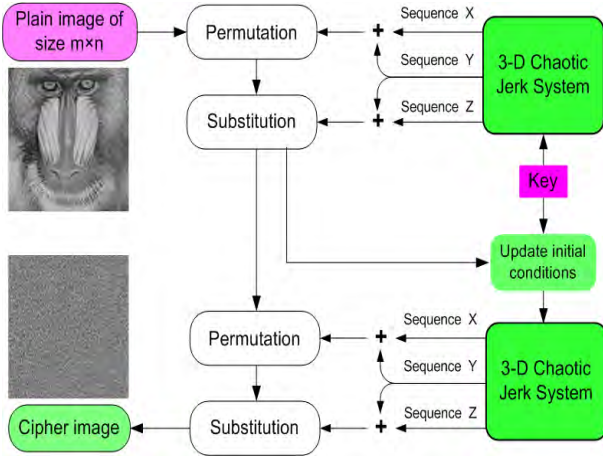 Plain image of
size m×n
Permutation
+
Sequence X
Sequence Y
3-D Chaotic
Jerk System
Substitution
+
Sequence Z
Key
Update initial
conditions
Permutation
+
Sequence X
Sequence Y
3-D Chaotic
Jerk System
Cipher image
Substitution
+
Sequence Z